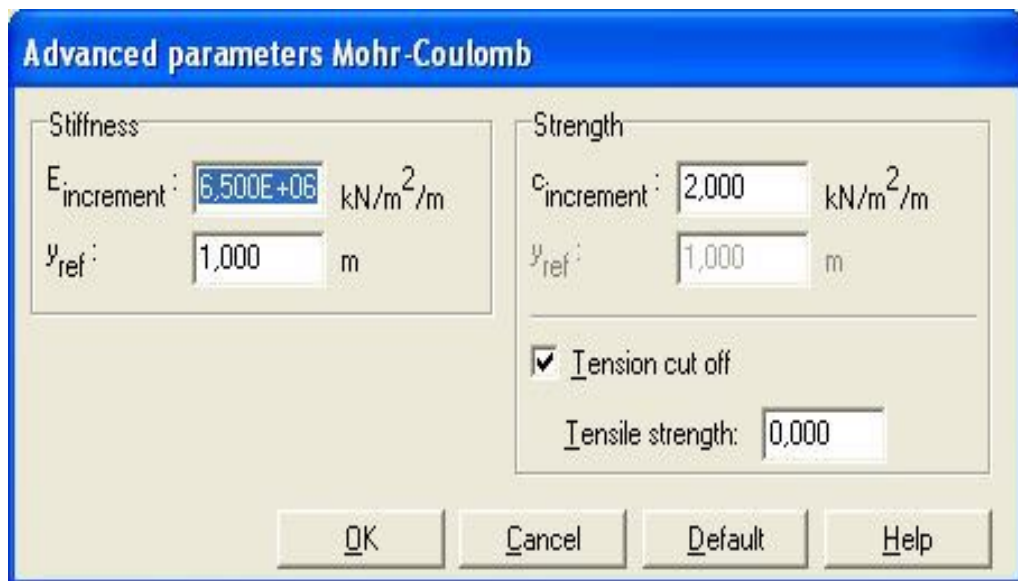 Advanced parameters Mohr-Coulomb
Stiffness
E increment : 6,500E+06 kN/m²/m
y ref : 1,000 m
Strength
c increment : 2,000 kN/m²/m
y ref : 1,000 m
Tension cut off
Tensile strength: 0,000
OK Cancel Default Help